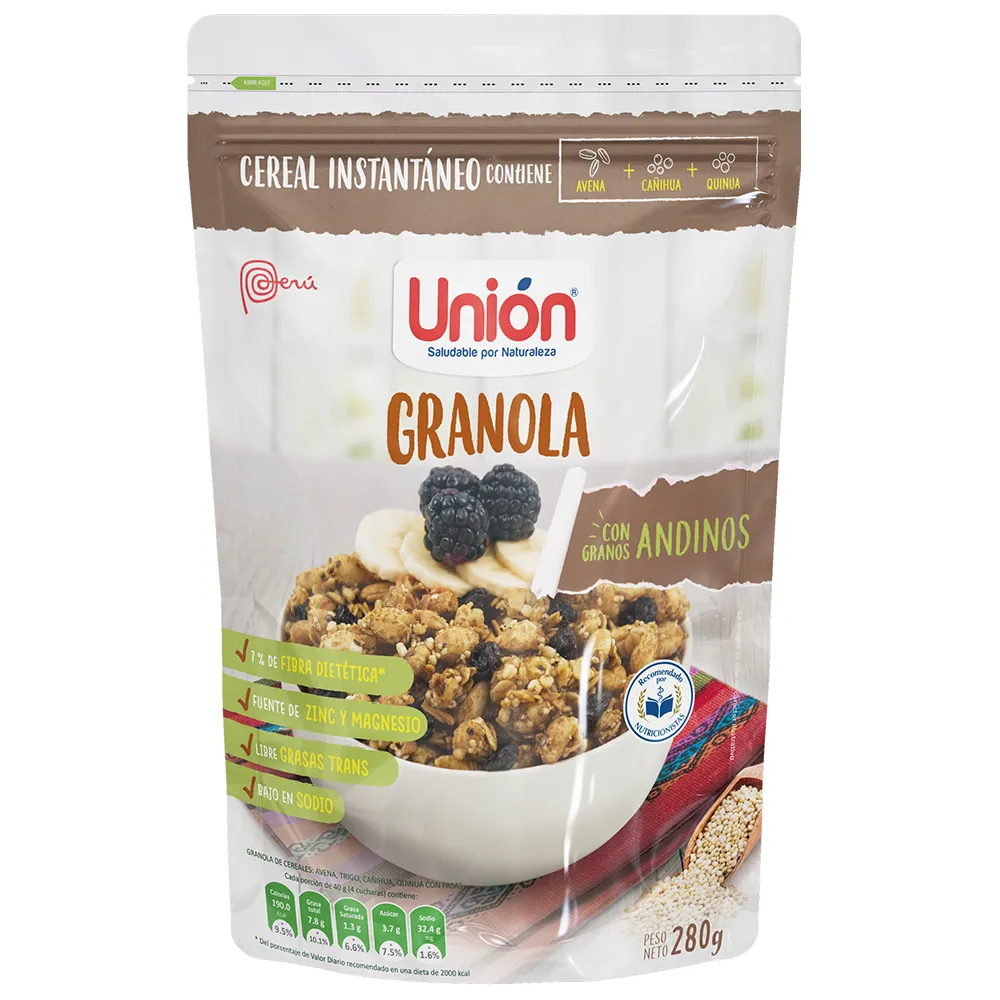 ABRIR AQUÍ
CEREAL INSTANTÁNEO CONTIENE
AVENA + CAÑIHUA + QUINUA
Perú
Unión®
Saludable por Naturaleza
GRANOLA
CON
GRANOS ANDINOS
7 % DE FIBRA DIETÉTICA*
FUENTE DE ZINC Y MAGNESIO
LIBRE GRASAS TRANS
BAJO EN SODIO
Recomendado
por
NUTRICIONISTAS
GRANOLA DE CEREALES: AVENA, TRIGO, CAÑIHUA, QUINUA CON PASAS
Cada porción de 40 g (4 cucharas) contiene:
Calorías
190.0
kcal
9.5%
Grasa
total
7.8 g
10.1%
Grasa
Saturada
1.3 g
6.6%
Azúcar
3.7 g
7.5%
Sodio
32.4
mg
1.6%
* Del porcentaje de Valor Diario recomendado en una dieta de 2000 kcal
PESO
NETO 280g